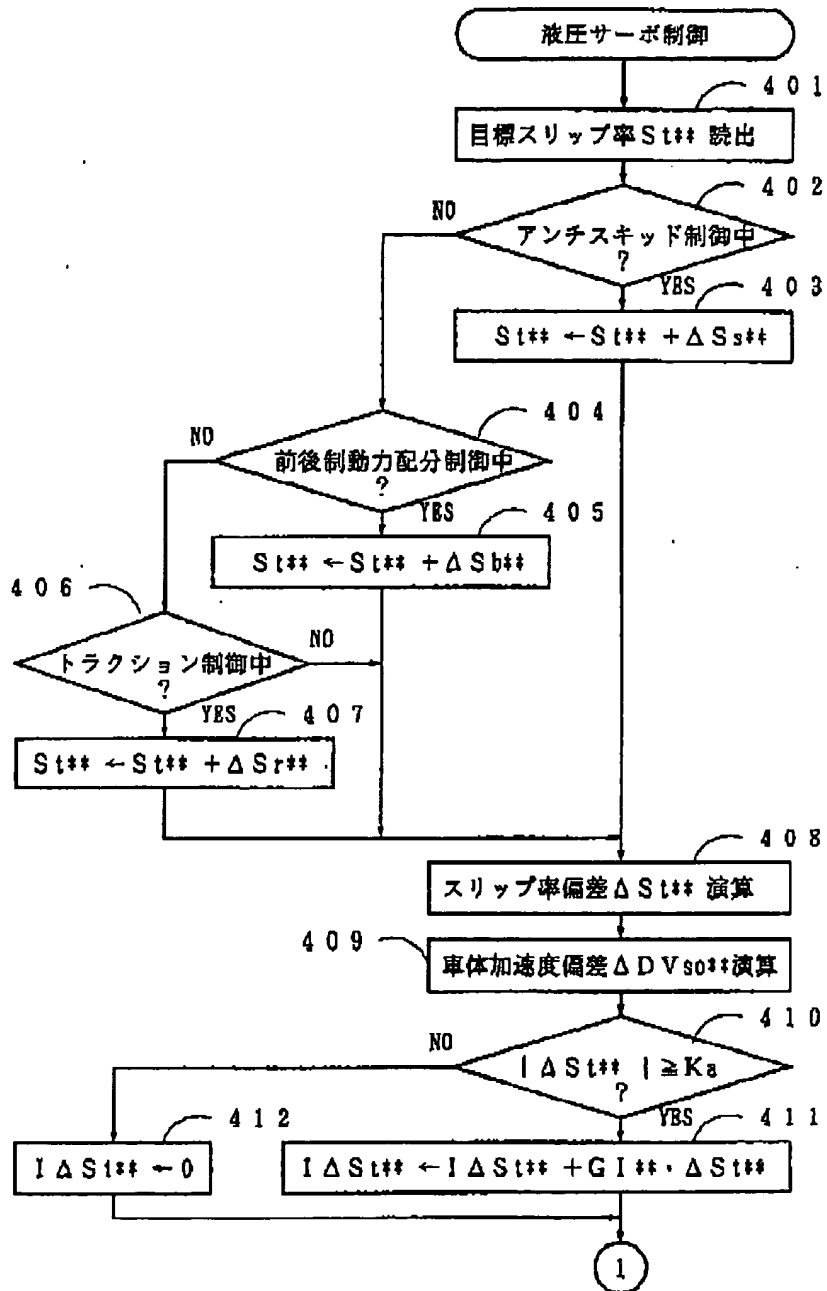 液圧サーボ制御
401
目標スリップ率St** 読出
402
NO
アンチスキッド制御中
?
YES
403
St** ←St** +ΔSs**
404
NO
前後制動力配分制御中
?
YES
405
St** ←St** +ΔSb**
406
NO
トラクション制御中
?
YES
407
St** ←St** +ΔSr**
408
スリップ率偏差ΔSt** 演算
409
車体加速度偏差ΔDVso**演算
410
NO
|ΔSt** |≧Ka
?
YES
411
412
IΔSt** ←0
IΔSt** ←IΔSt** +GI**・ΔSt**
1